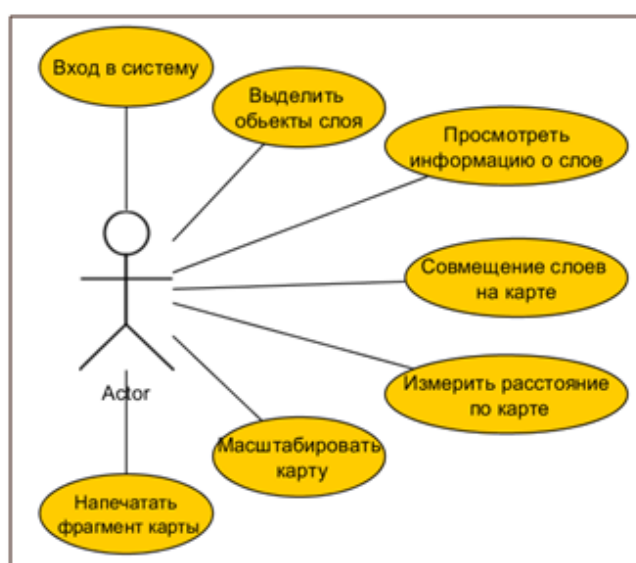 Вход в систему
Выделить
обьекты слоя
Просмотреть
информацию о слое
Совмещение слоев
на карте
Измерить расстояние
по карте
Масштабировать
карту
Actor
Напечатать
фрагмент карты